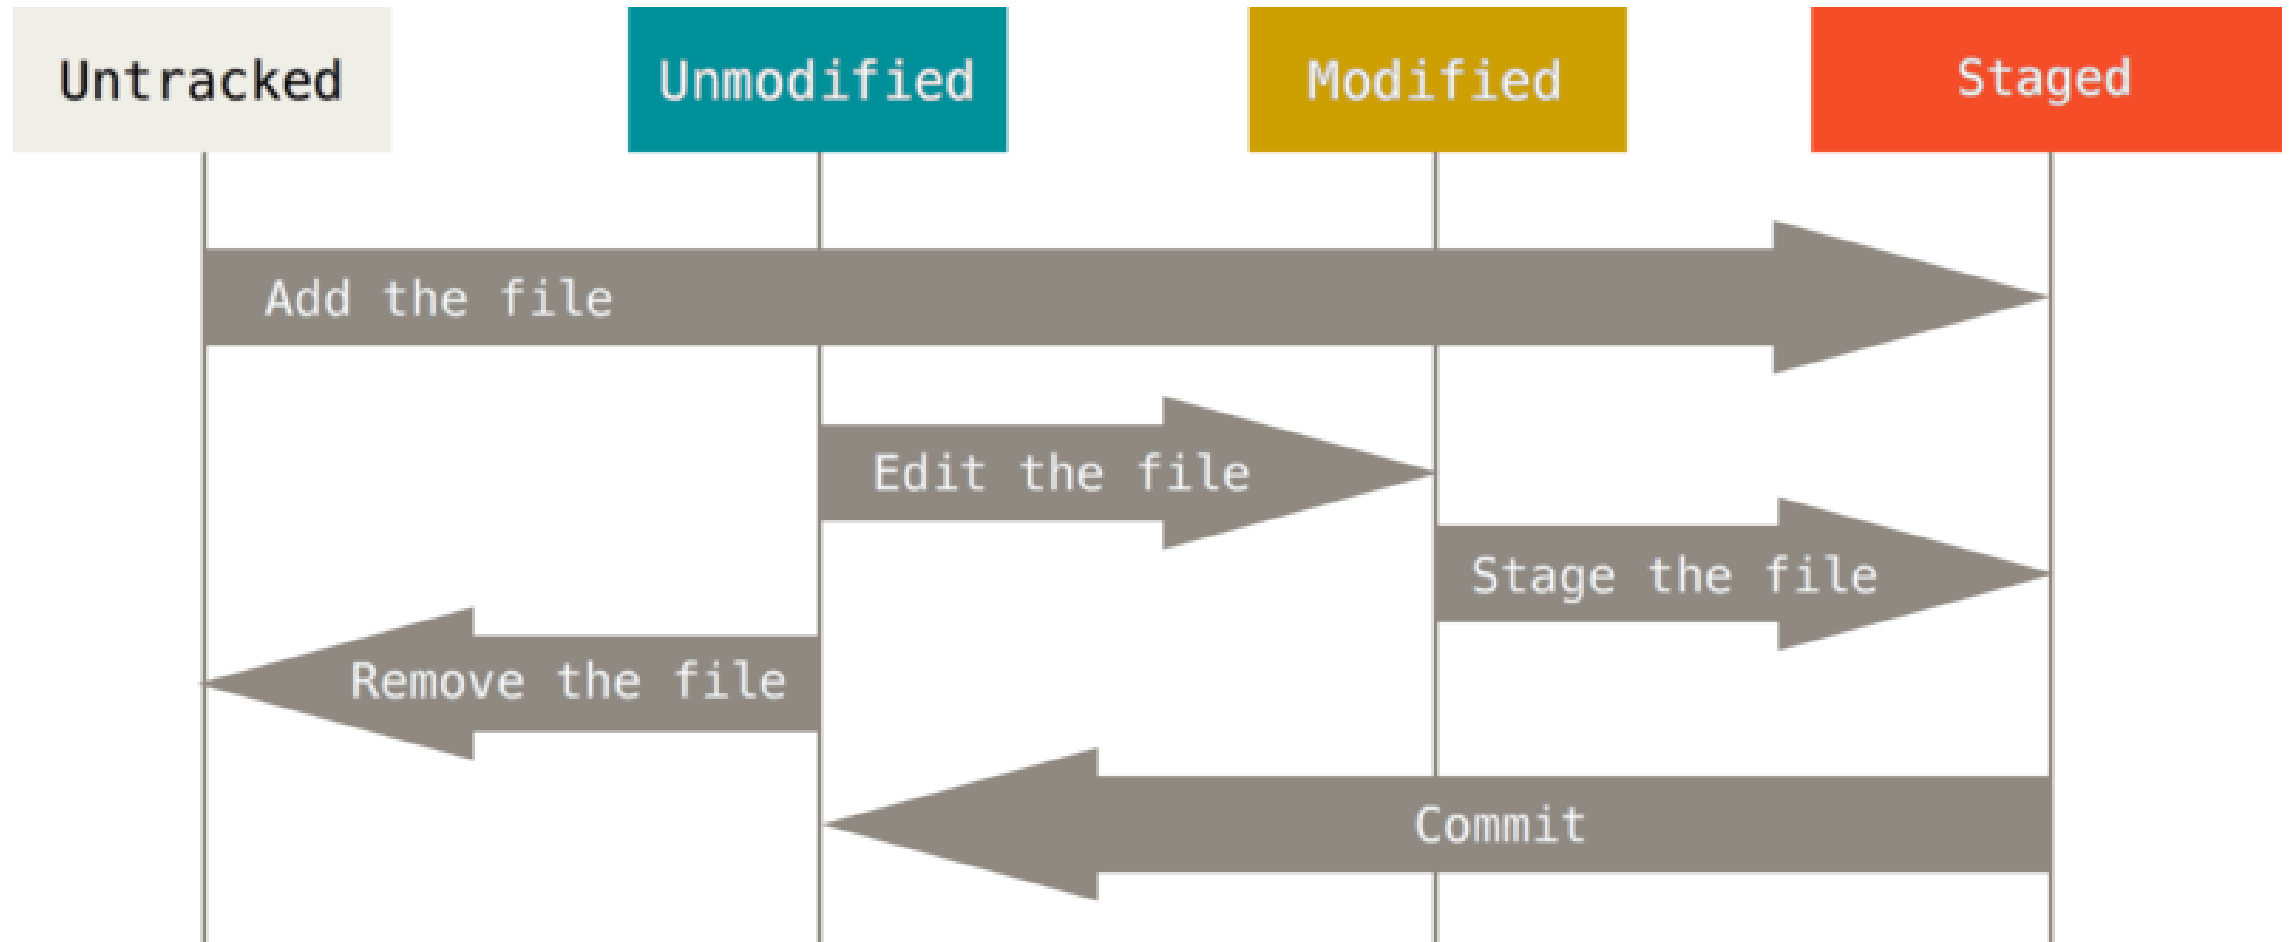 Untracked
Unmodified
Modified
Staged
Add the file
Edit the file
Stage the file
Remove the file
Commit